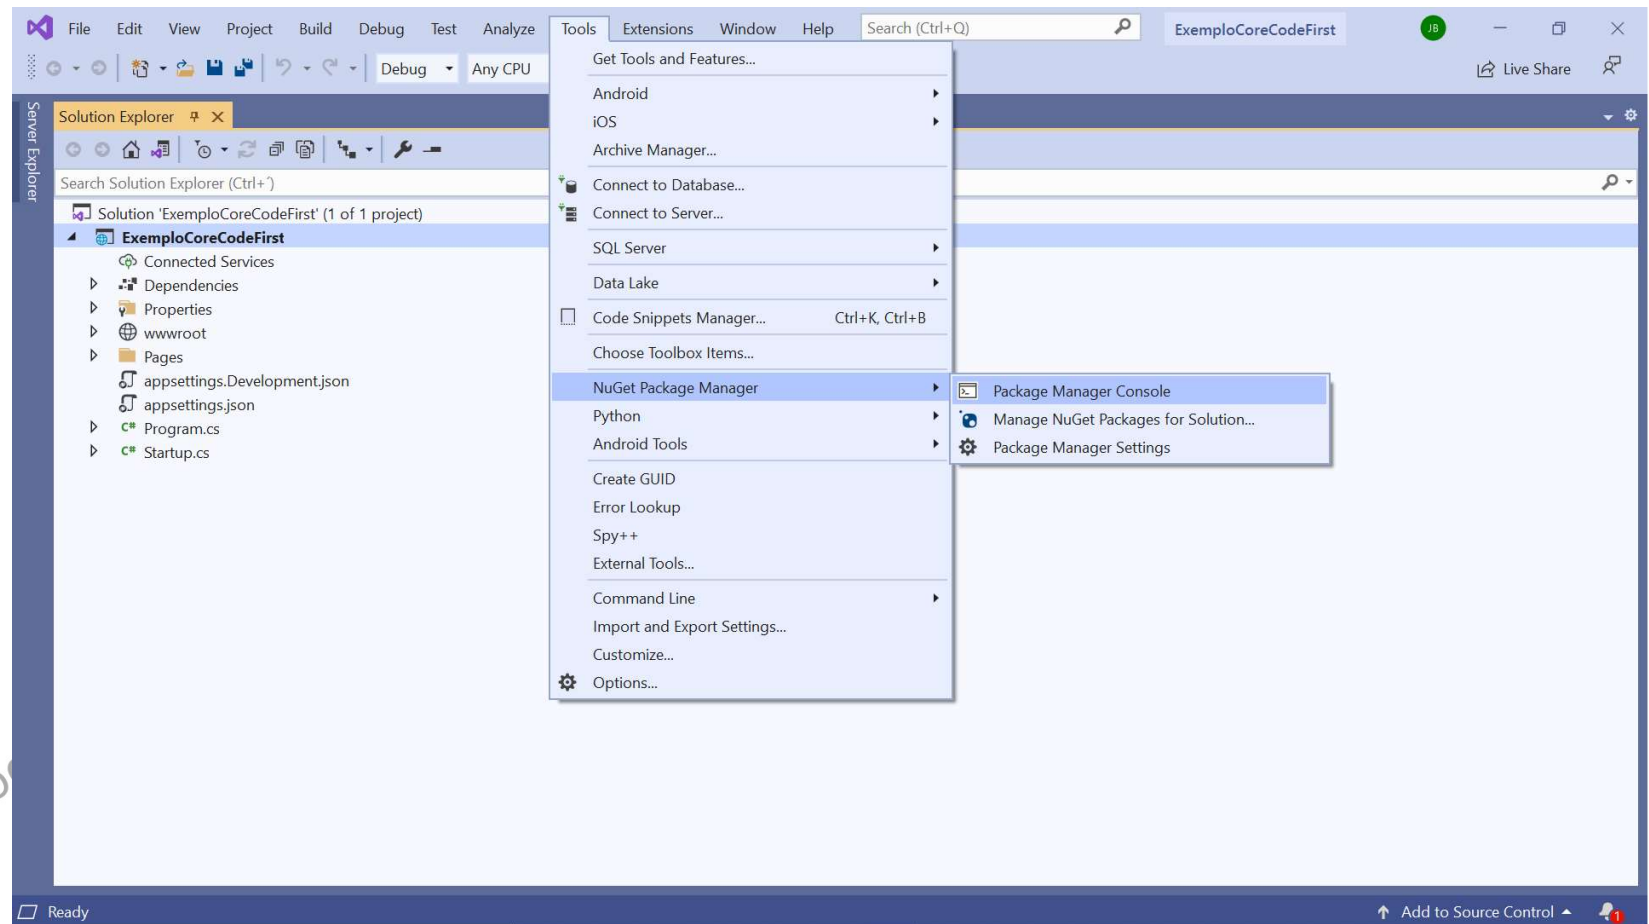 File Edit View Project Build Debug Test Analyze Tools Extensions Window Help Search (Ctrl+Q) ExemploCoreCodeFirst JB
Debug Any CPU Live Share
Server Explorer
Solution Explorer
Search Solution Explorer (Ctrl+´)
Solution 'ExemploCoreCodeFirst' (1 of 1 project)
ExemploCoreCodeFirst
Connected Services
Dependencies
Properties
wwwroot
Pages
appsettings.Development.json
appsettings.json
C# Program.cs
C# Startup.cs
Get Tools and Features...
Android
iOS
Archive Manager...
Connect to Database...
Connect to Server...
SQL Server
Data Lake
Code Snippets Manager... Ctrl+K, Ctrl+B
Choose Toolbox Items...
NuGet Package Manager
Python
Android Tools
Create GUID
Error Lookup
Spy++
External Tools...
Command Line
Import and Export Settings...
Customize...
Options...
Package Manager Console
Manage NuGet Packages for Solution...
Package Manager Settings
Ready Add to Source Control 1